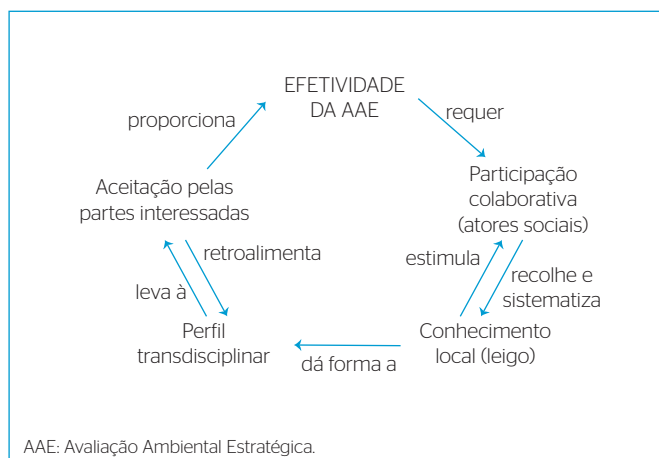 EFETIVIDADE
DA AAE
proporciona
requer
Aceitação pelas
partes interessadas
Participação
colaborativa
(atores sociais)
retroalimenta
estimula
leva à
recolhe e
sistematiza
Perfil
transdisciplinar
dá forma a
Conhecimento
local (leigo)
AAE: Avaliação Ambiental Estratégica.